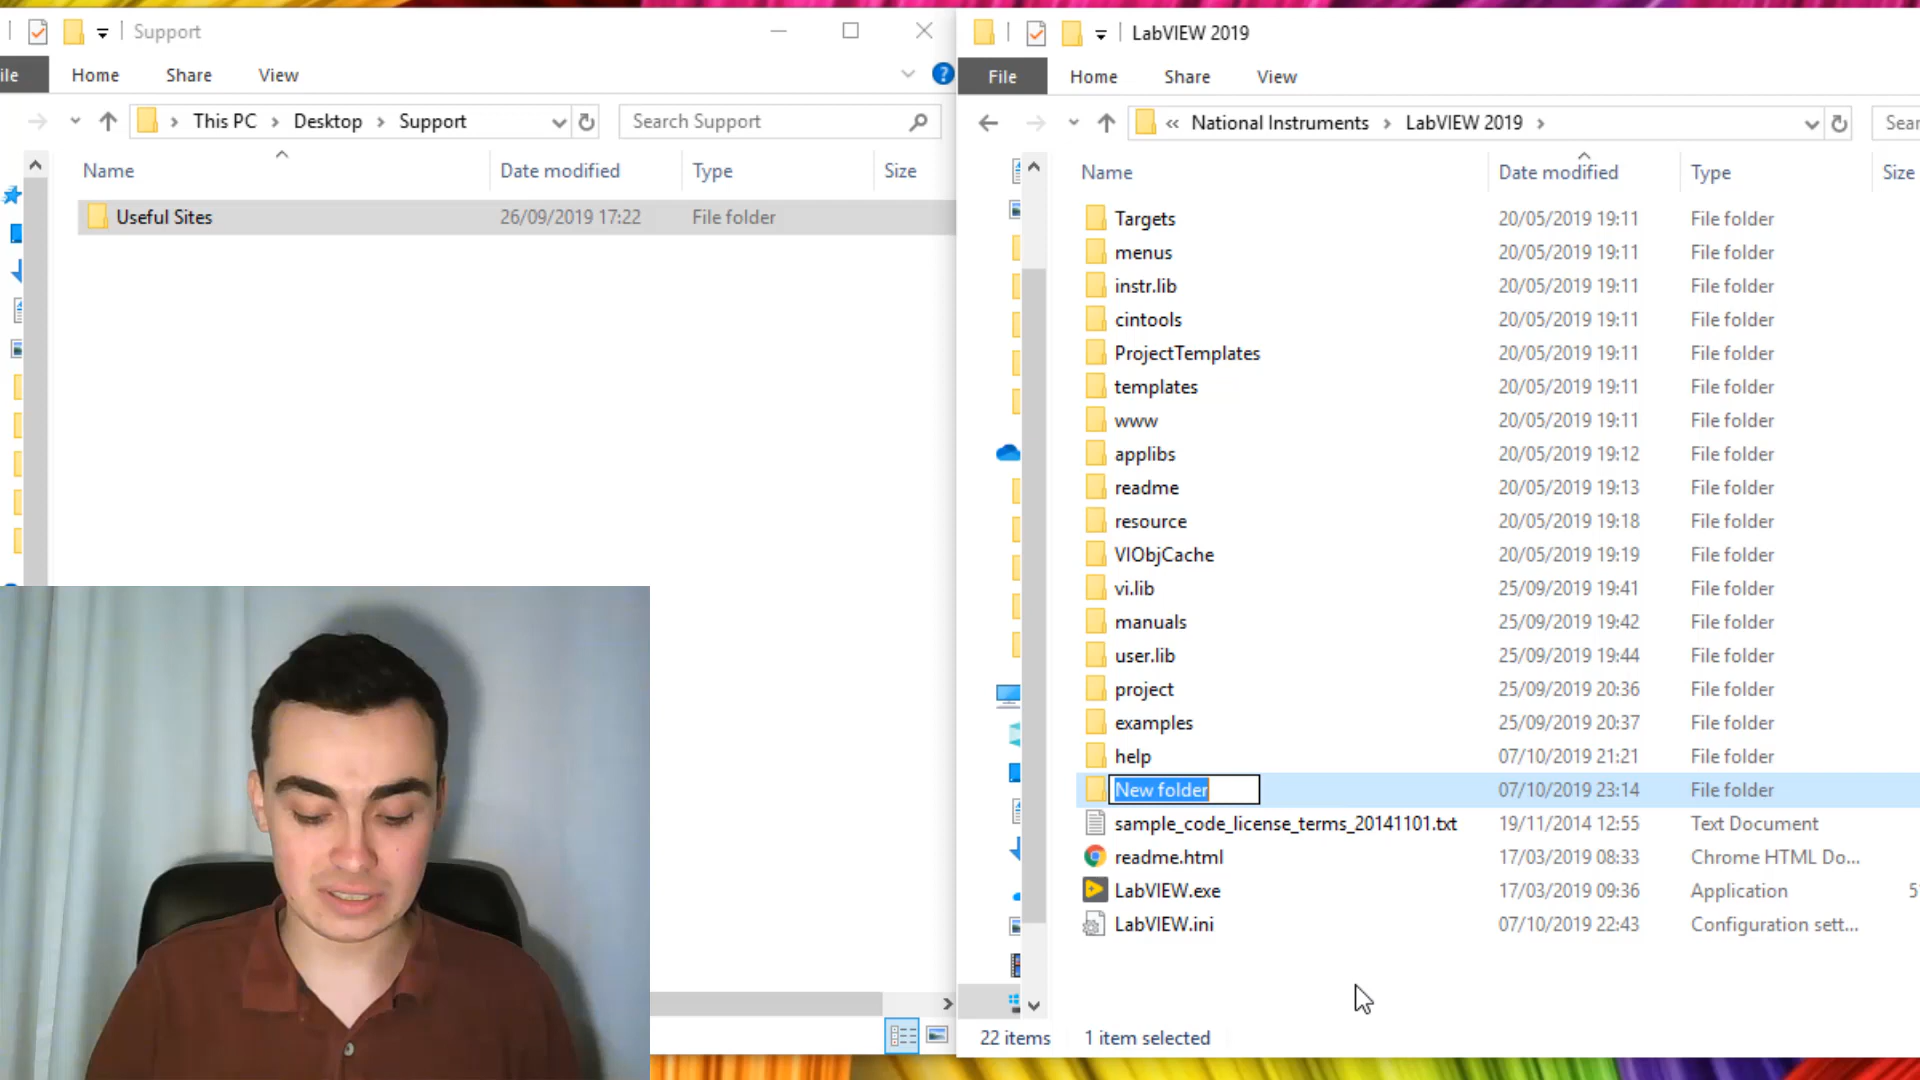 Support
ile Home Share View
This PC Desktop Support Search Support
Name Date modified Type Size
Useful Sites 26/09/2019 17:22 File folder
LabVIEW 2019
File Home Share View
« National Instruments LabVIEW 2019 Sear
Name Date modified Type Size
Targets 20/05/2019 19:11 File folder
menus 20/05/2019 19:11 File folder
instr.lib 20/05/2019 19:11 File folder
cintools 20/05/2019 19:11 File folder
ProjectTemplates 20/05/2019 19:11 File folder
templates 20/05/2019 19:11 File folder
www 20/05/2019 19:11 File folder
applibs 20/05/2019 19:12 File folder
readme 20/05/2019 19:13 File folder
resource 20/05/2019 19:18 File folder
VIObjCache 20/05/2019 19:19 File folder
vi.lib 25/09/2019 19:41 File folder
manuals 25/09/2019 19:42 File folder
user.lib 25/09/2019 19:44 File folder
project 25/09/2019 20:36 File folder
examples 25/09/2019 20:37 File folder
help 07/10/2019 21:21 File folder
New folder 07/10/2019 23:14 File folder
sample_code_license_terms_20141101.txt 19/11/2014 12:55 Text Document
readme.html 17/03/2019 08:33 Chrome HTML Do...
LabVIEW.exe 17/03/2019 09:36 Application 5
LabVIEW.ini 07/10/2019 22:43 Configuration sett...
22 items 1 item selected